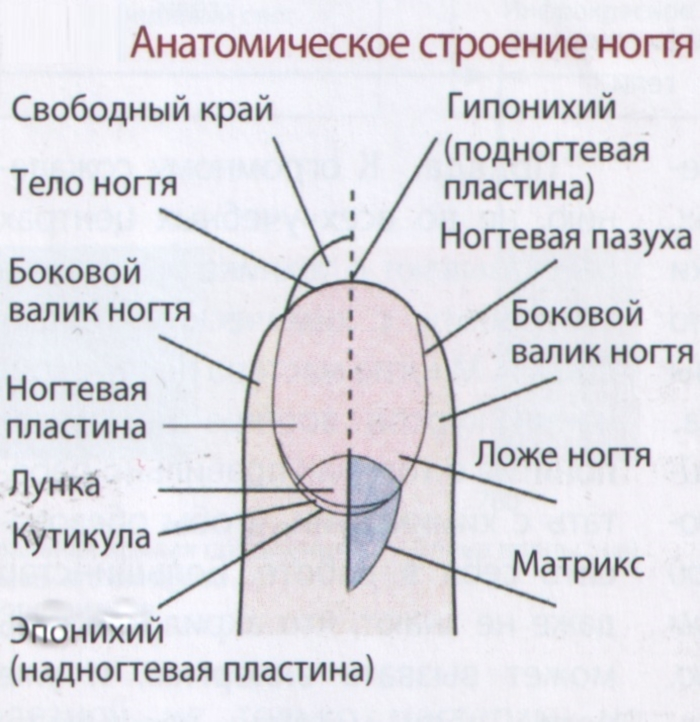 Анатомическое строение ногтя
Свободный край
Тело ногтя
Боковой
валик ногтя
Ногтевая
пластина
Лунка
Кутикула
Эпонихий
(надногтевая пластина)
Гипонихий
(подногтевая
пластина)
Ногтевая пазуха
Боковой
валик ногтя
Ложе ногтя
Матрикс